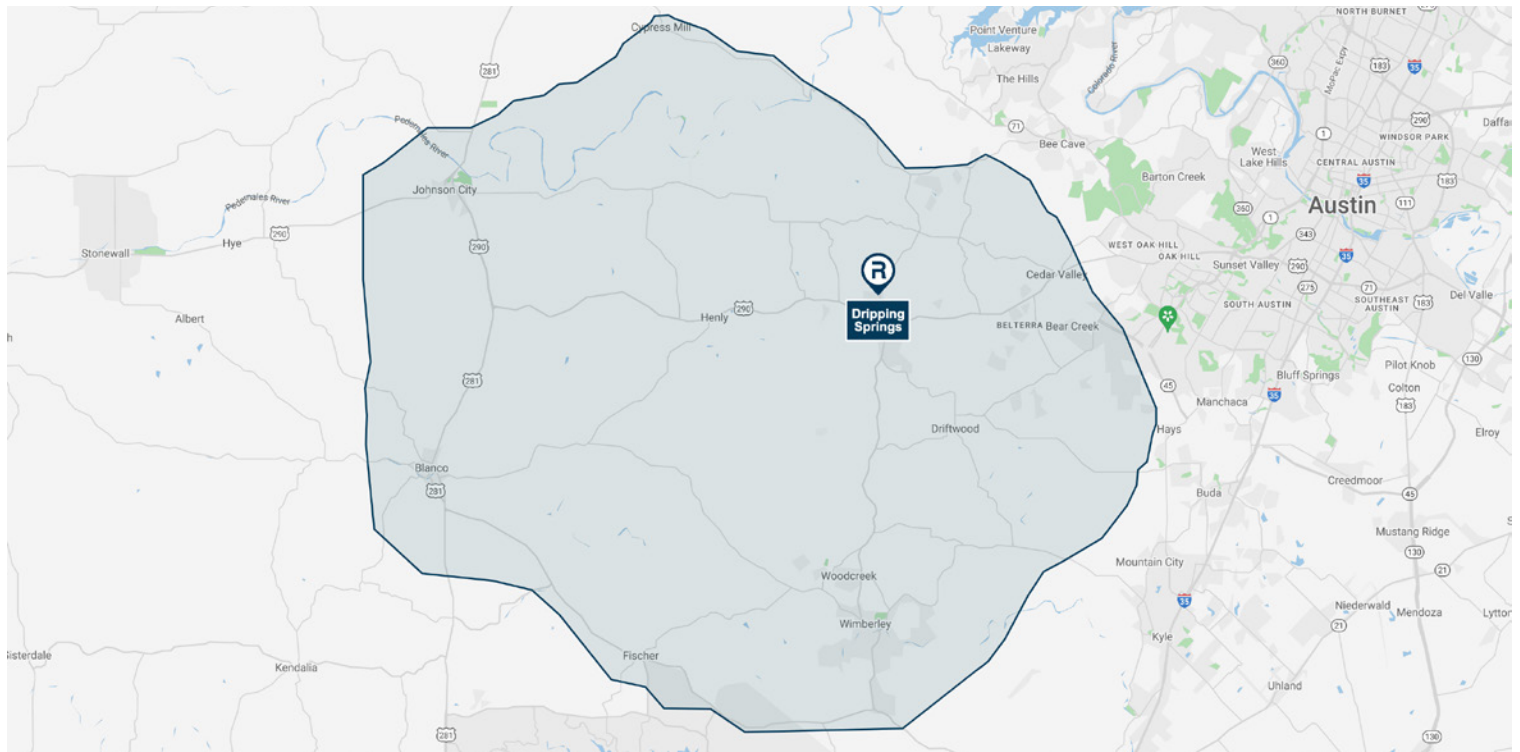 NORTH BURNET
Cypress Mill
Point Venture
Lakeway
360
183
35
281
The Hills
Colorado River
MoPac Expy
290
Daffa
Pedernales River
71
1
WINDSOR PARK
Bee Cave
West
Lake Hills
CENTRAL AUSTIN
183
Johnson City
Barton Creek
35
Pedernales River
360
1
Austin
111
Stonewall
Hye
290
290
343
35
WEST OAK HILL
OAK HILL
Sunset Valley
290
R
Cedar Valley
275
71
SOUTHEAST
AUSTIN
183
Del Valle
Albert
Henly
290
Dripping
Springs
SOUTH AUSTIN
h
BELTERRA
Bear Creek
130
Pilot Knob
281
45
Bluff Springs
Colton
35
Manchaca
183
Driftwood
Hays
Elroy
Blanco
281
Buda
Creedmoor
45
Mustang Ridge
Mountain City
130
21
Woodcreek
35
Niederwald
Mendoza
Lytton
Wimberley
21
Kyle
Sisterdale
Kendalia
Fischer
Uhland
281
130